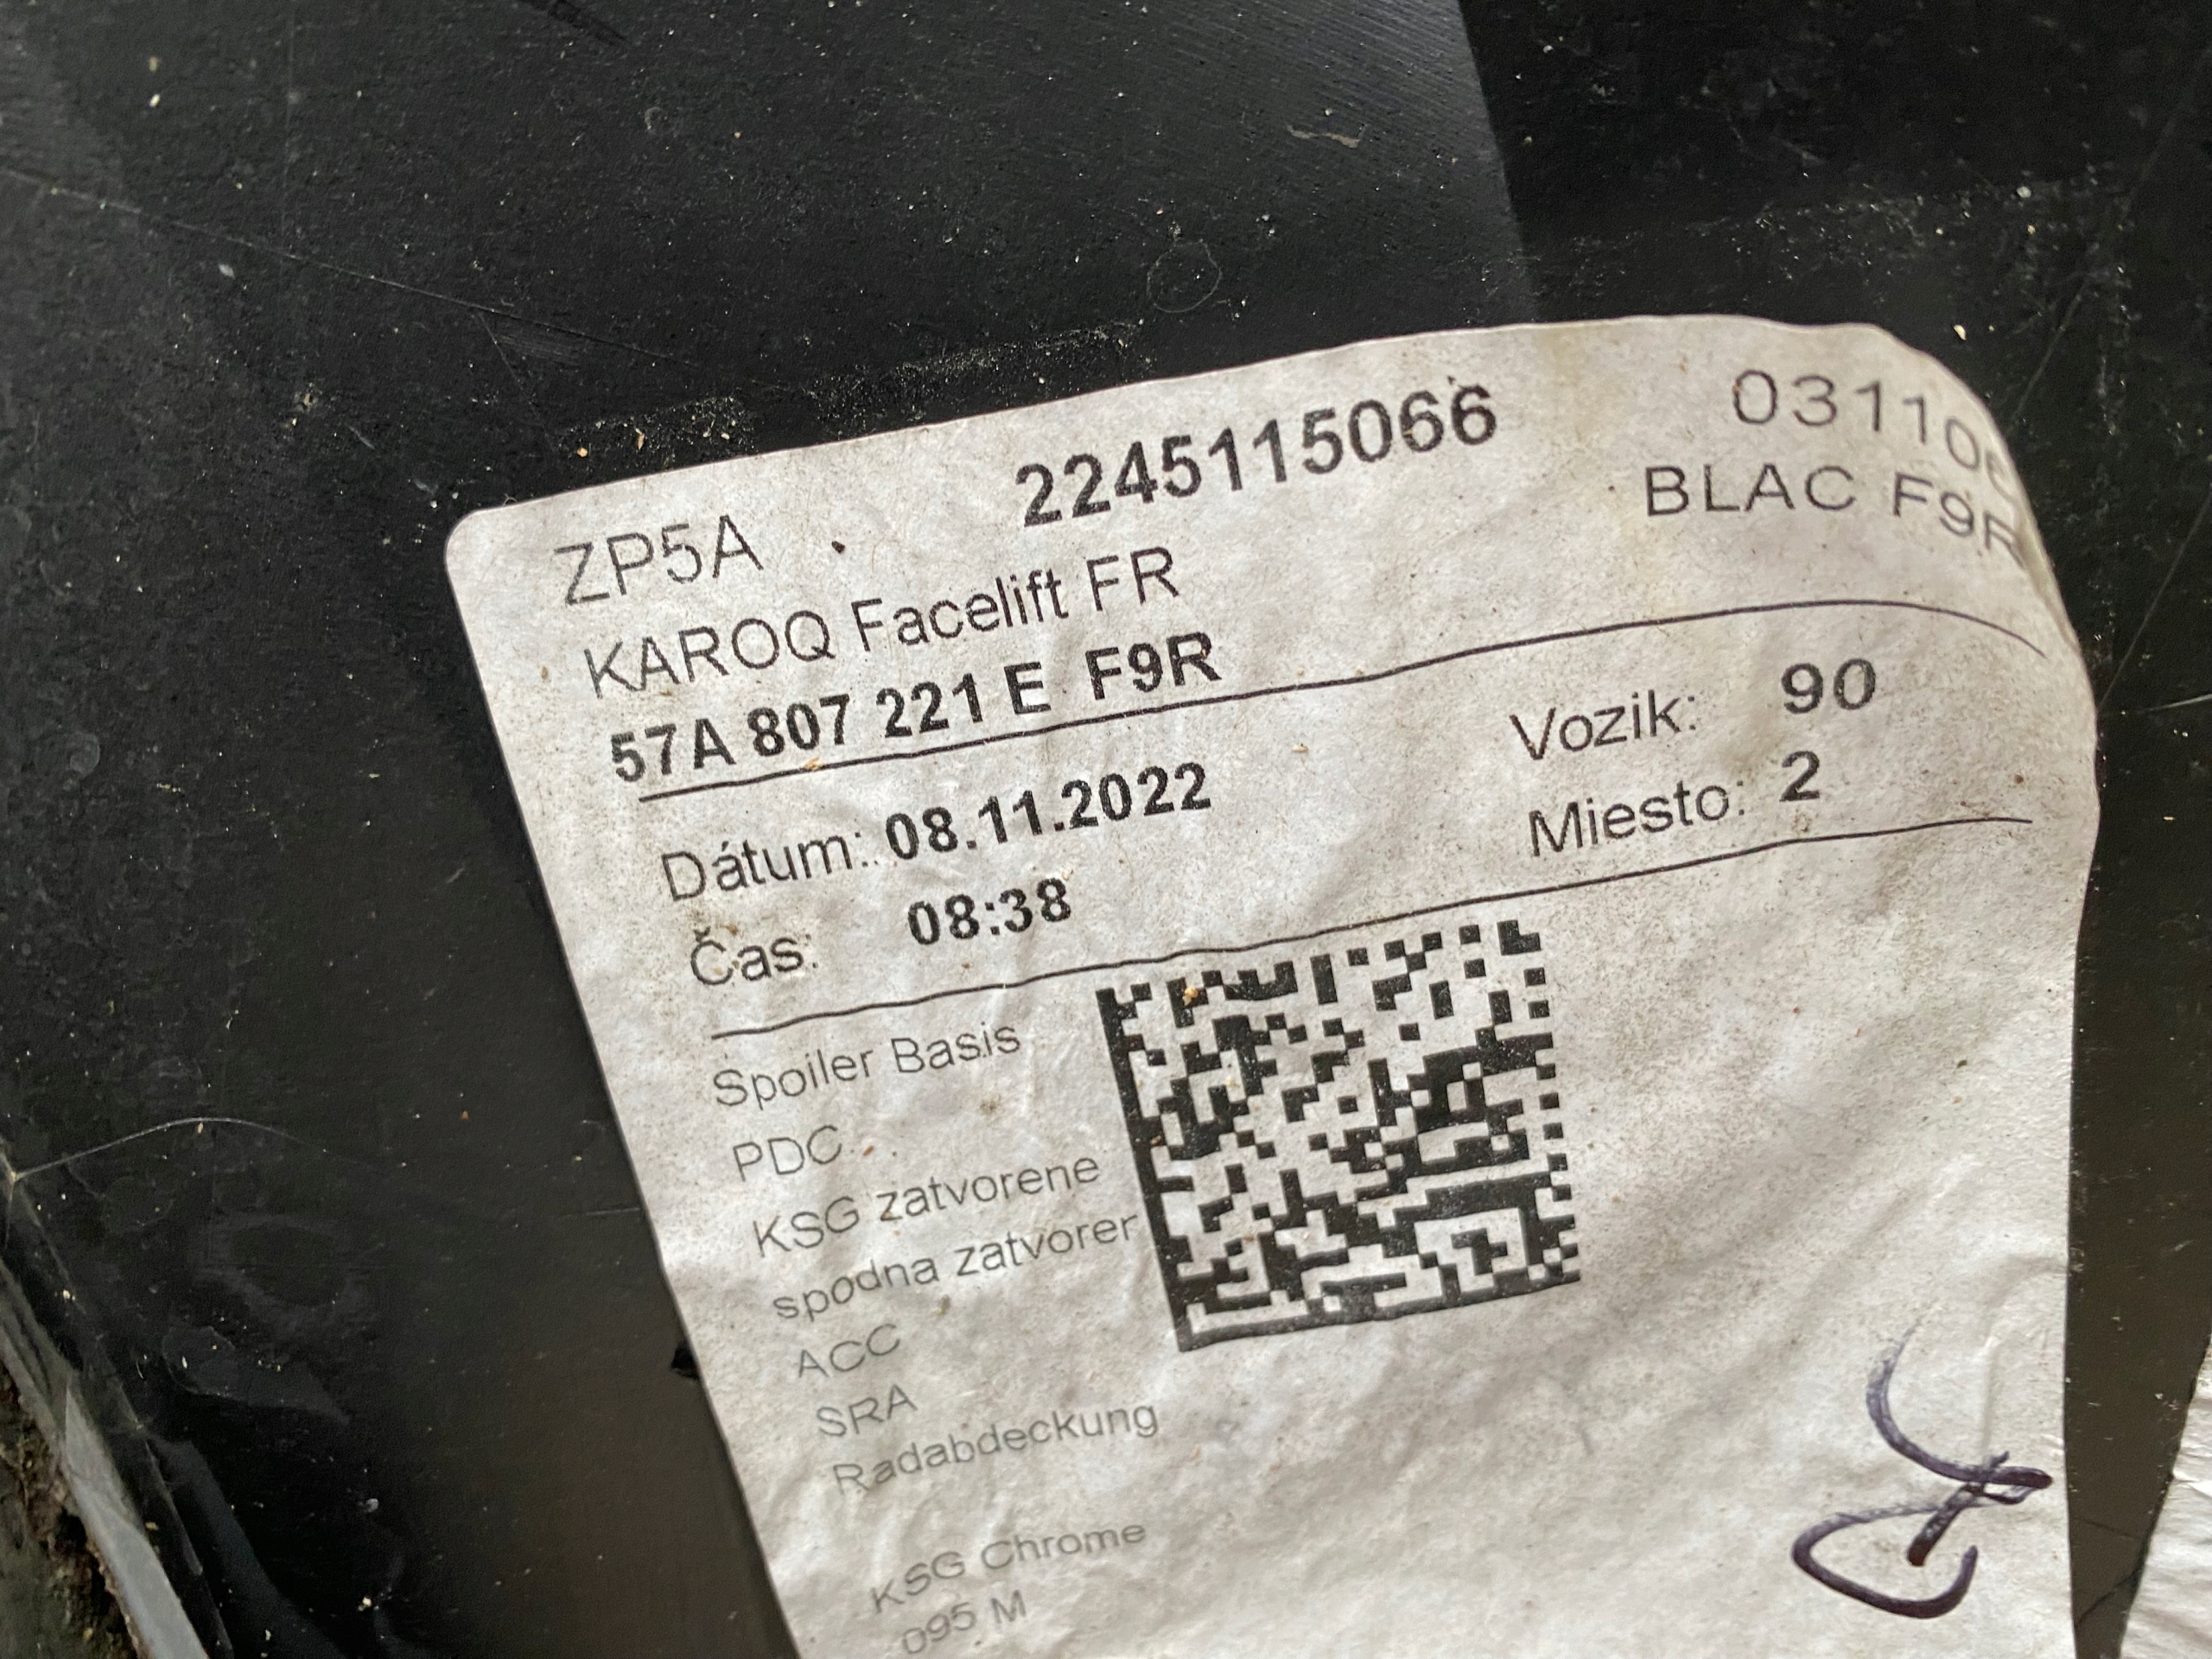 ZP5A 2245115066
BLAC F9R
KAROQ Facelift FR
57A 807 221 E F9R
Dátum: 08.11.2022 Vozik: 90
Čas: 08:38 Miesto: 2
Spoiler Basis
PDC
KSG zatvorene
spodna zatvorer
ACC
SRA
Radabdeckung
KSG Chrome
095 M